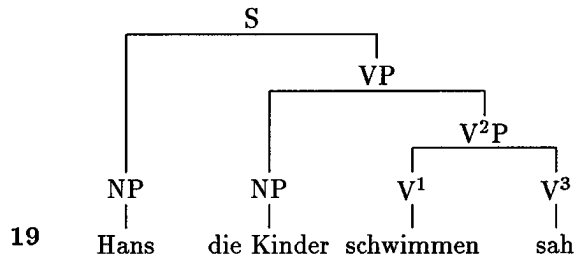 S
VP
V²P
NP NP V¹ V³
19 Hans die Kinder schwimmen sah